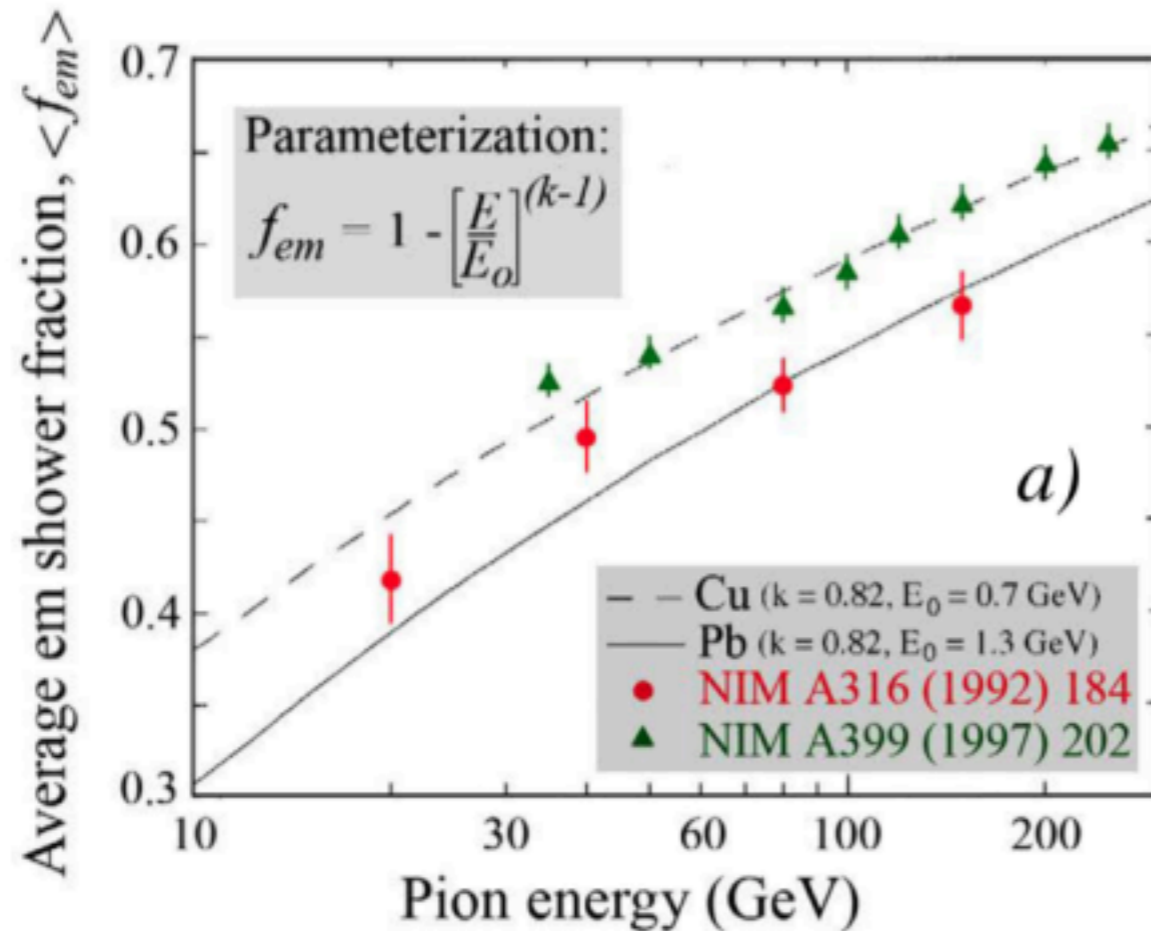 Average em shower fraction, <f_em>
0.7
0.6
0.5
0.4
0.3
Parameterization:
f_em = 1 - [E/E_o]^(k-1)
a)
Cu (k = 0.82, E_0 = 0.7 GeV)
Pb (k = 0.82, E_0 = 1.3 GeV)
NIM A316 (1992) 184
NIM A399 (1997) 202
10 30 60 100 200
Pion energy (GeV)